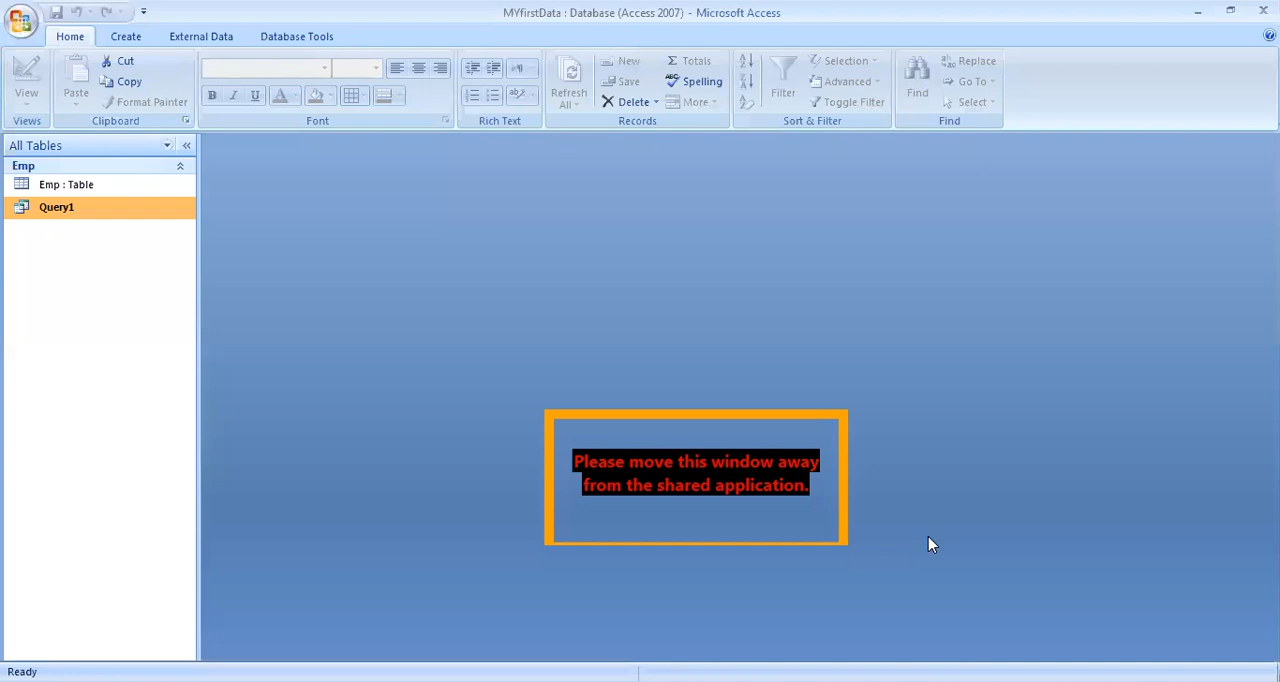 MYfirstData : Database (Access 2007) - Microsoft Access
Home Create External Data Database Tools
View
Views
Paste
Cut
Copy
Format Painter
Clipboard
B I U A
Font
Rich Text
Refresh All
New
Save
Delete
Totals
Spelling
More
Records
Filter
Selection
Advanced
Toggle Filter
Sort & Filter
Find
Replace
Go To
Select
Find
All Tables
Emp
Emp : Table
Query1
Please move this window away
from the shared application.
Ready